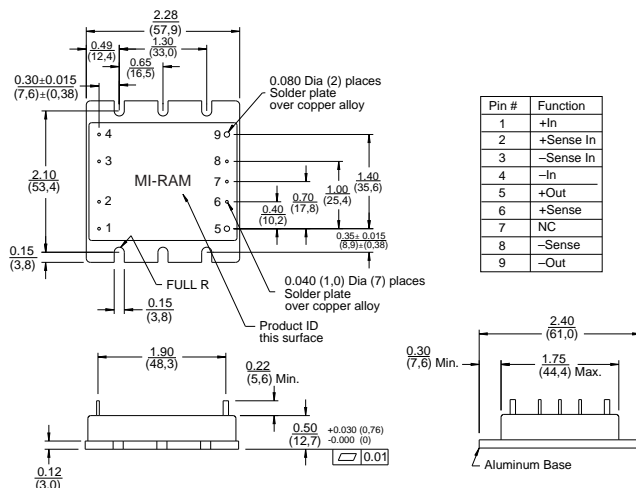 2.28
(57,9)
0.49
(12,4)
1.30
(33,0)
0.65
(16,5)
0.30±0.015
(7,6)±(0,38)
0.080 Dia (2) places
Solder plate
over copper alloy
4
3
2
1
9
8
7
6
5
MI-RAM
2.10
(53,4)
0.40
(10,2)
0.70
(17,8)
1.00
(25,4)
1.40
(35,6)
0.35± 0.015
(8,9)±(0,38)
0.15
(3,8)
FULL R
0.15
(3,8)
0.040 (1,0) Dia (7) places
Solder plate
over copper alloy
Product ID
this surface
Pin # Function
1 +In
2 +Sense In
3 –Sense In
4 –In
5 +Out
6 +Sense
7 NC
8 –Sense
9 –Out
1.90
(48,3)
0.22
(5,6) Min.
0.50
(12,7)
+0.030 (0,76)
-0.000 (0)
0.12
(3,0)
0.01
2.40
(61,0)
0.30
(7,6) Min.
1.75
(44,4) Max.
Aluminum Base